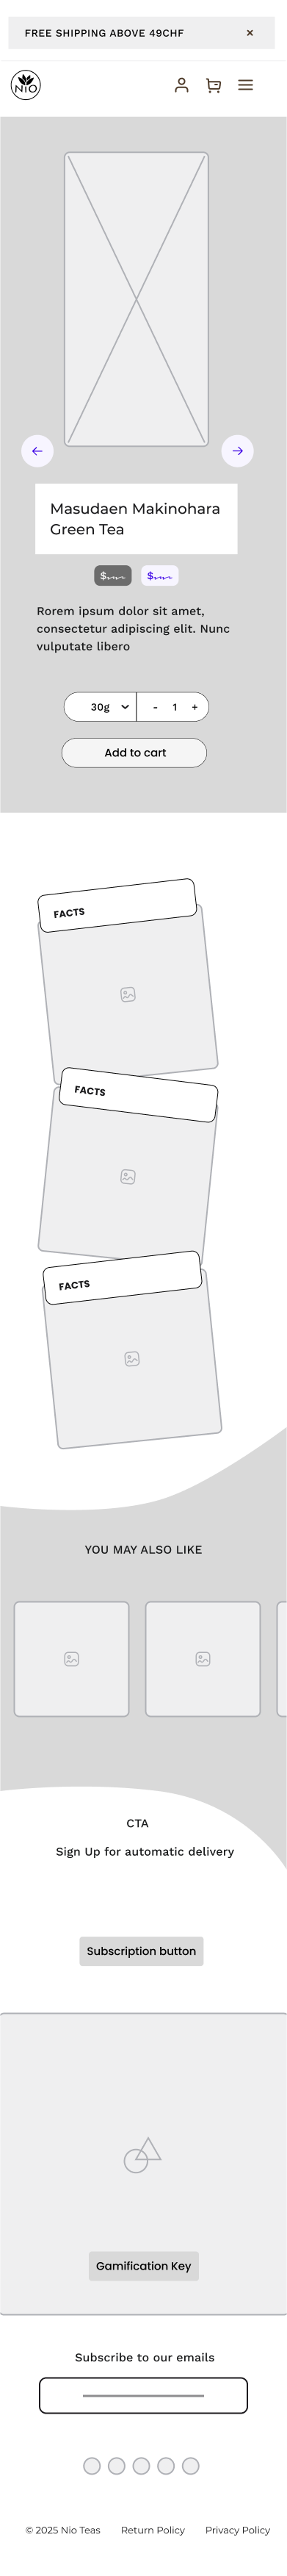 FREE SHIPPING ABOVE 49CHF ×
NIO
Masudaen Makinohara
Green Tea
$ $
Rorem ipsum dolor sit amet,
consectetur adipiscing elit. Nunc
vulputate libero
30g - 1 +
Add to cart
FACTS
FACTS
FACTS
YOU MAY ALSO LIKE
CTA
Sign Up for automatic delivery
Subscription button
Gamification Key
Subscribe to our emails
© 2025 Nio Teas Return Policy Privacy Policy